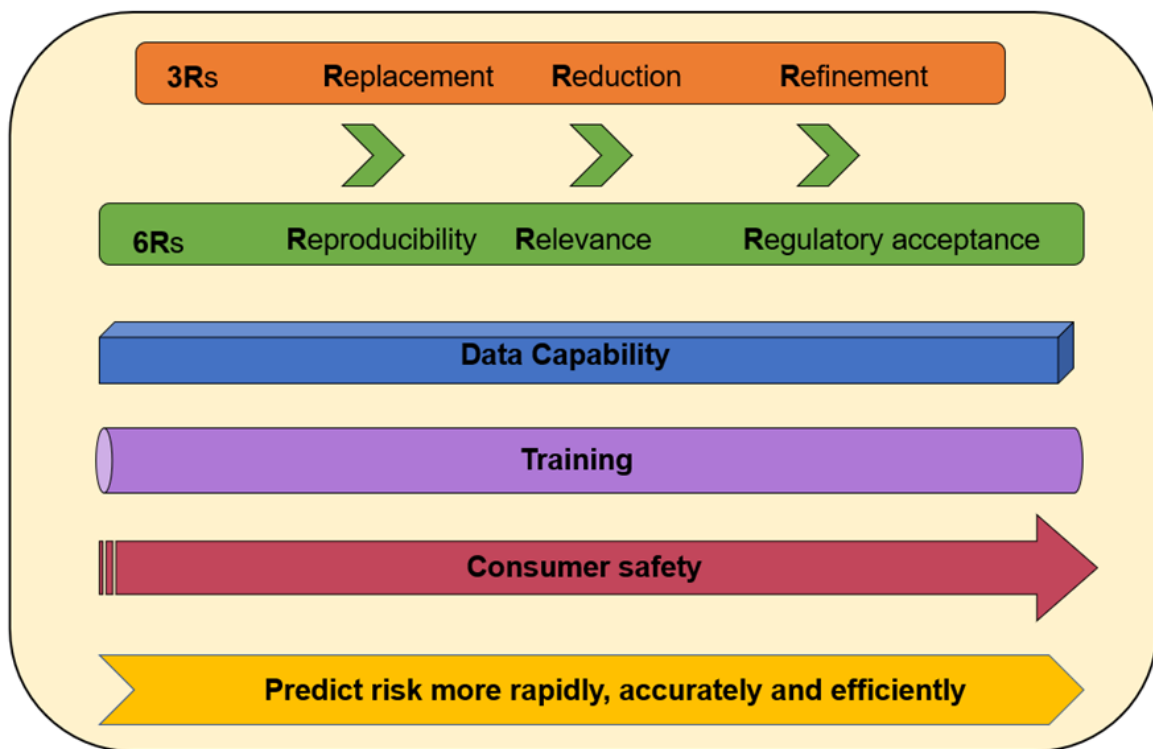 3Rs Replacement Reduction Refinement
6Rs Reproducibility Relevance Regulatory acceptance
Data Capability
Training
Consumer safety
Predict risk more rapidly, accurately and efficiently